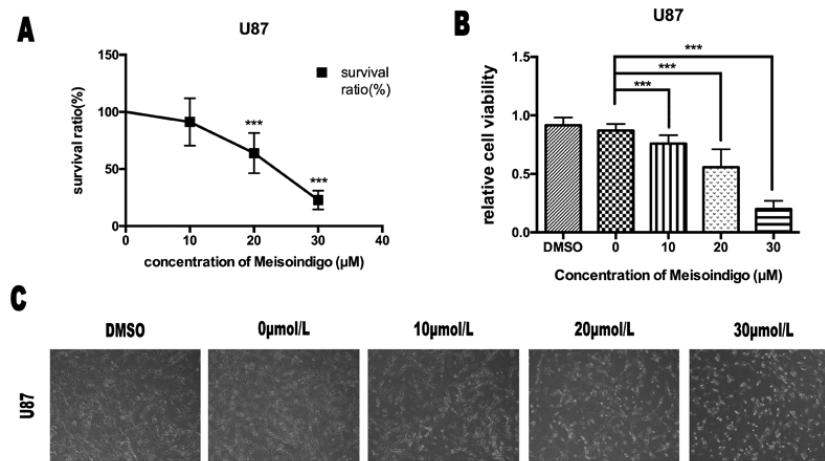 A
U87
150
100
50
0
survival ratio(%)
survival
ratio(%)
***
***
0
10
20
30
40
concentration of Meisoindigo (μM)
B
U87
1.5
1.0
0.5
0.0
relative cell viability
***
***
***
DMSO
0
10
20
30
Concentration of Meisoindigo (μM)
C
DMSO
0μmol/L
10μmol/L
20μmol/L
30μmol/L
U87